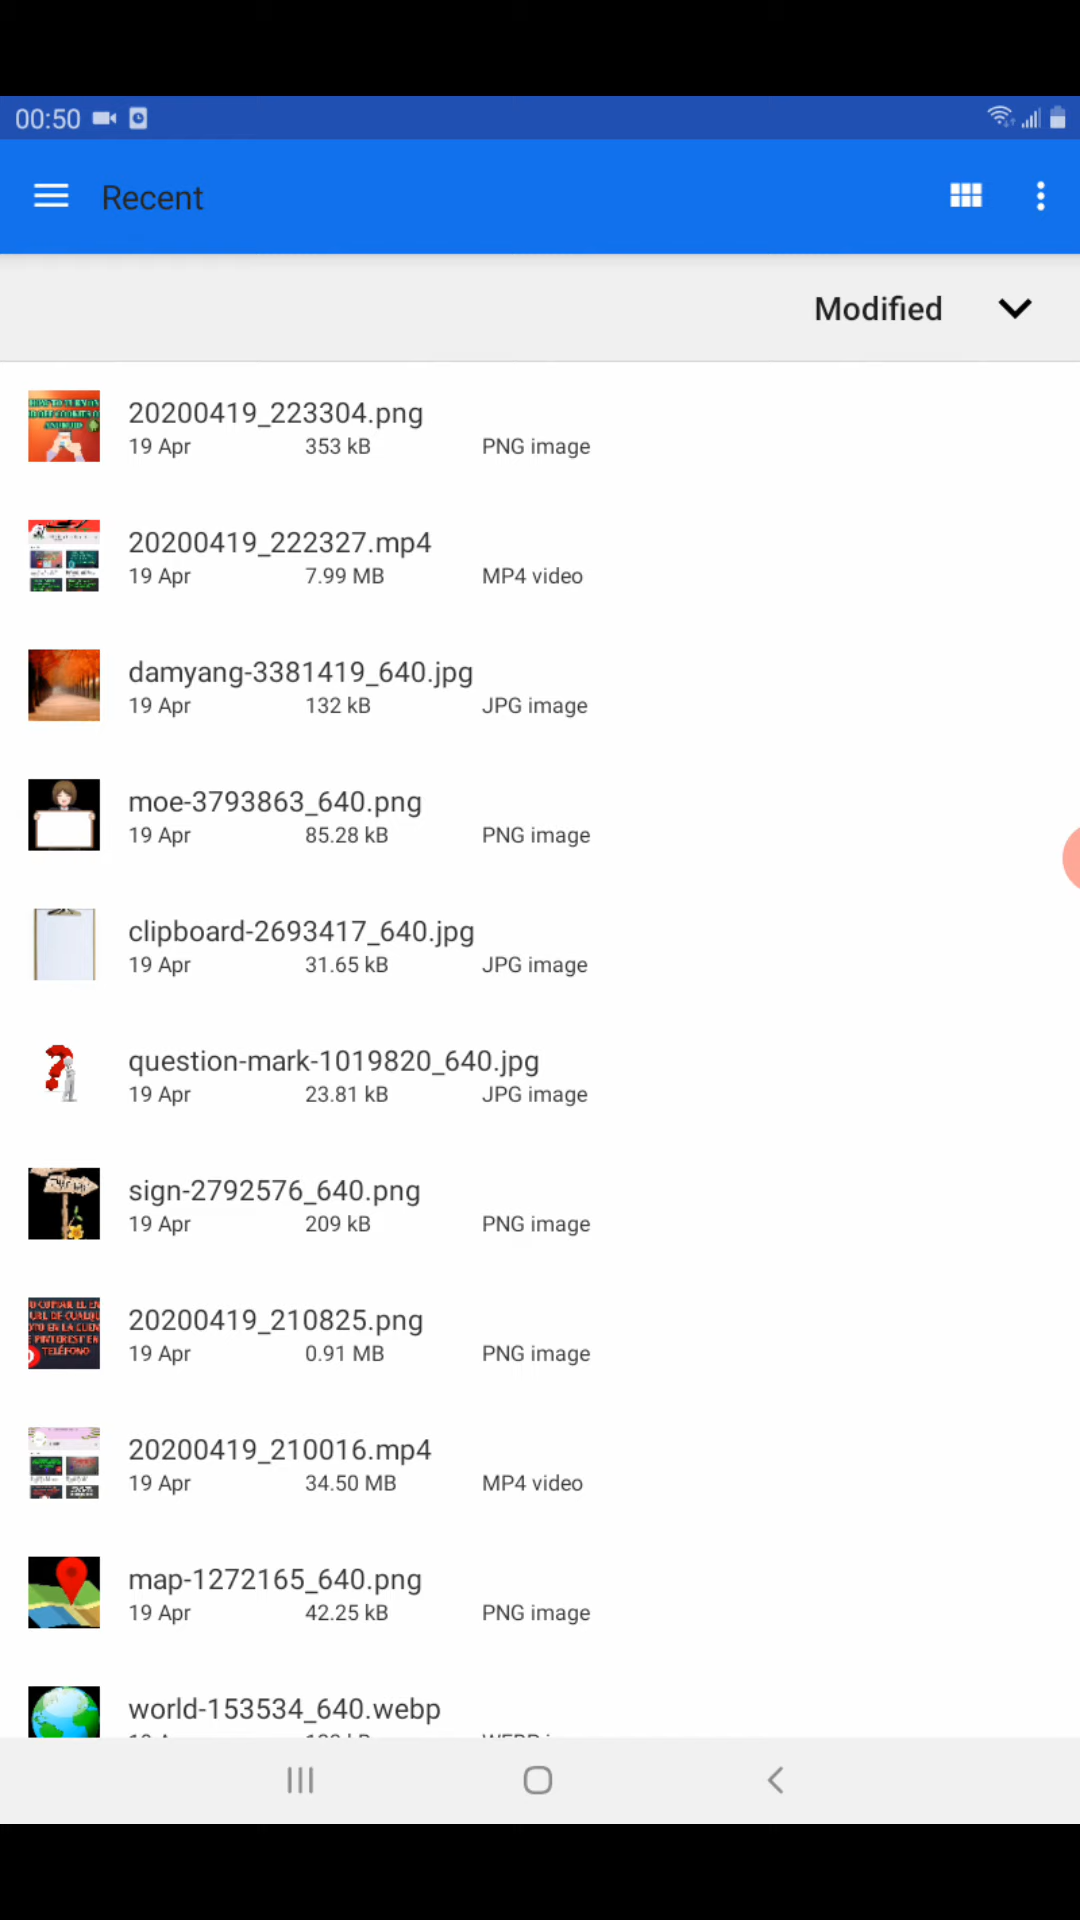 00:50
Recent
Modified
20200419_223304.png
19 Apr 353 kB PNG image
20200419_222327.mp4
19 Apr 7.99 MB MP4 video
damyang-3381419_640.jpg
19 Apr 132 kB JPG image
moe-3793863_640.png
19 Apr 85.28 kB PNG image
clipboard-2693417_640.jpg
19 Apr 31.65 kB JPG image
question-mark-1019820_640.jpg
19 Apr 23.81 kB JPG image
sign-2792576_640.png
19 Apr 209 kB PNG image
20200419_210825.png
19 Apr 0.91 MB PNG image
20200419_210016.mp4
19 Apr 34.50 MB MP4 video
map-1272165_640.png
19 Apr 42.25 kB PNG image
world-153534_640.webp